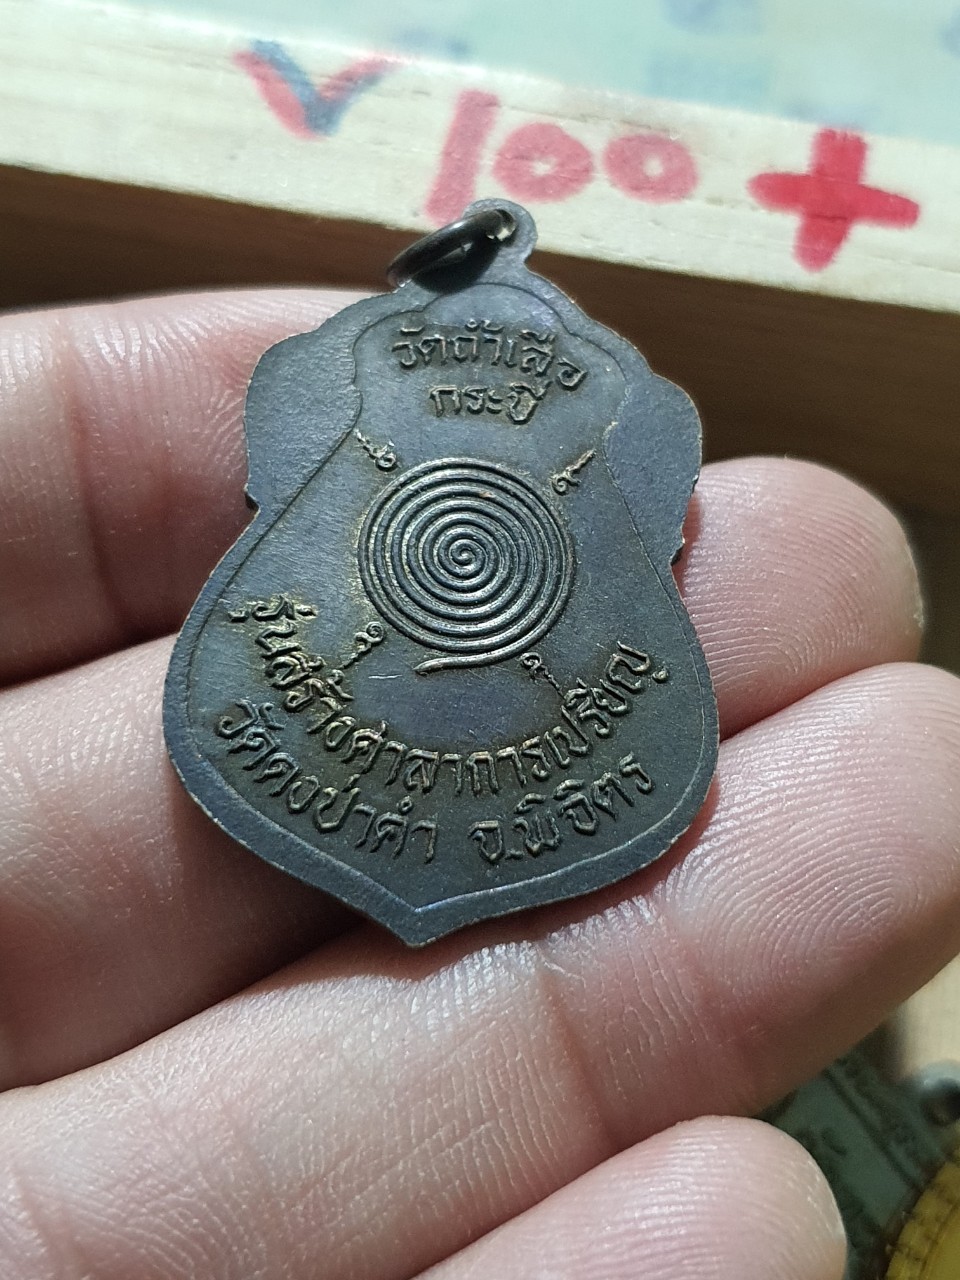 100+
วัดถ้ำเสือ
กระบี่
รุ่นสร้างศาลาการเปรียญ
วัดดงป่าคำ จ.พิจิตร